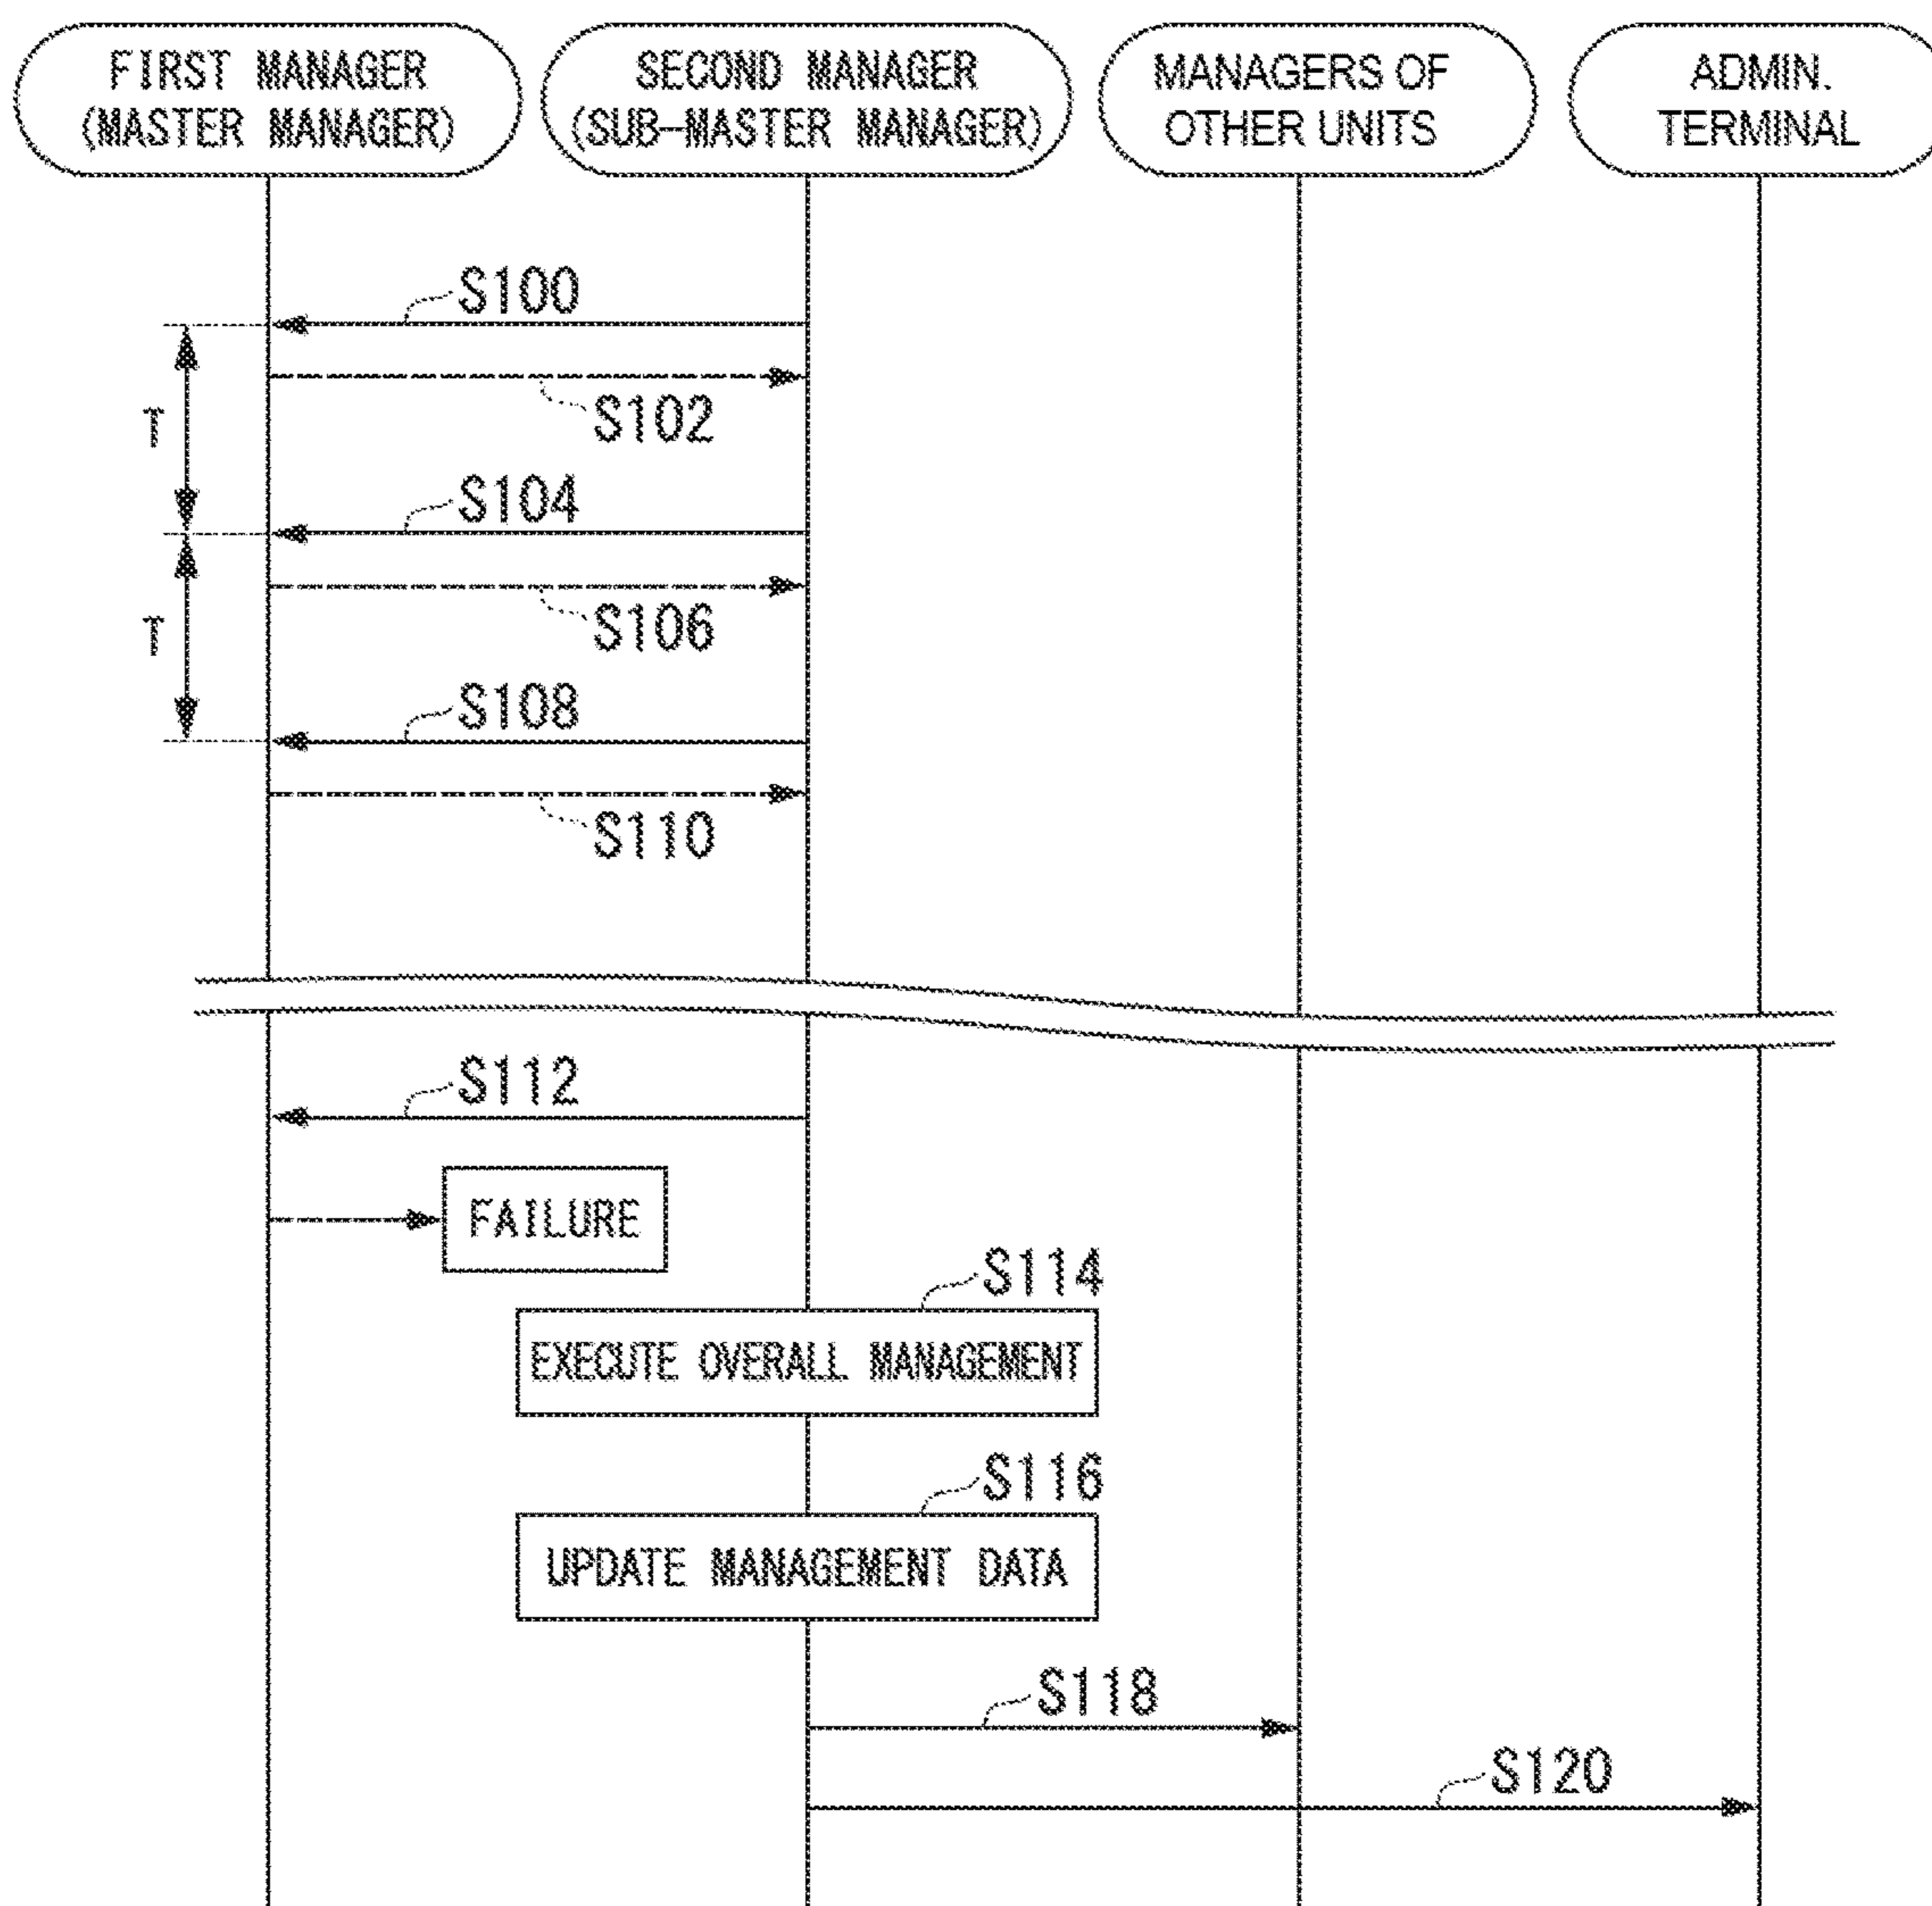 FIRST MANAGER
(MASTER MANAGER)
SECOND MANAGER
(SUB-MASTER MANAGER)
MANAGERS OF
OTHER UNITS
ADMIN.
TERMINAL
S100
S102
T
S104
S106
T
S108
S110
S112
FAILURE
S114
EXECUTE OVERALL MANAGEMENT
S116
UPDATE MANAGEMENT DATA
S118
S120